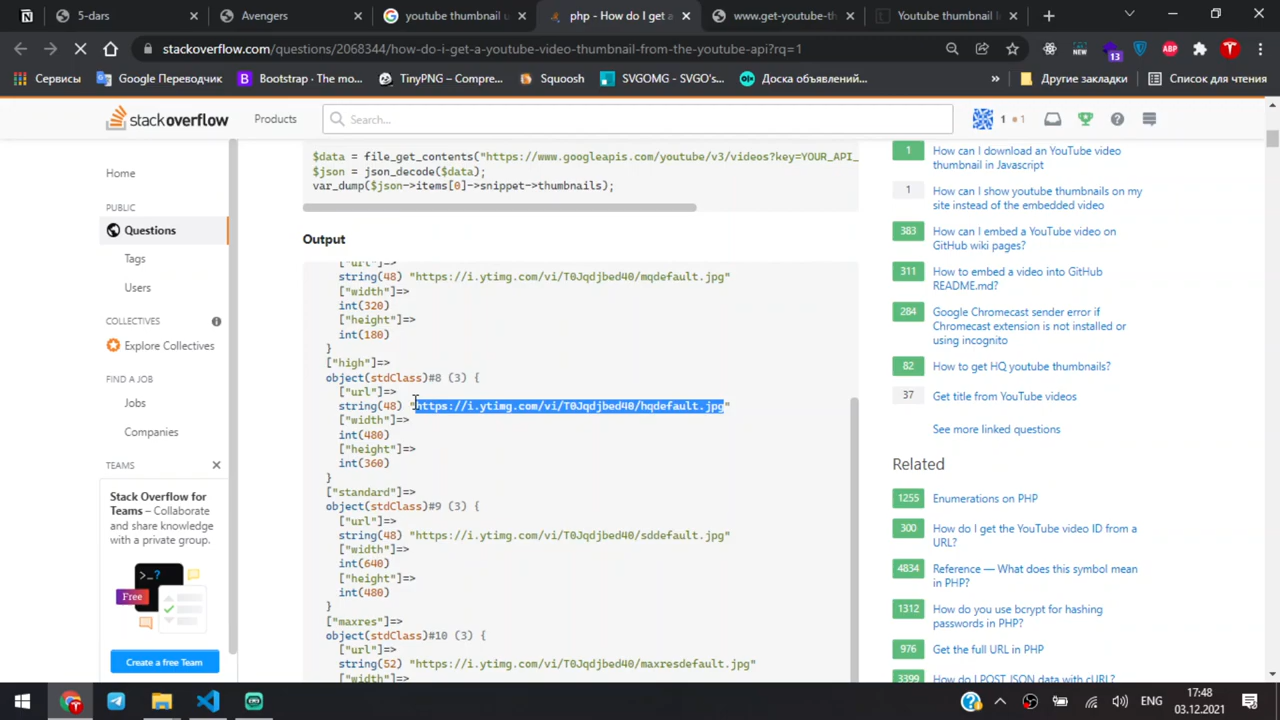 5-dars
Avengers
youtube thumbnail u
php - How do I get a
www.get-youtube-th
Youtube thumbnail l
stackoverflow.com/questions/2068344/how-do-i-get-a-youtube-video-thumbnail-from-the-youtube-api?rq=1
NEW
13
ABP
T
Сервисы
Google Переводчик
Bootstrap · The mo...
TinyPNG – Compre...
Squoosh
SVGOMG - SVGO's...
Доска объявлений...
»
Другие закладки
Список для чтения
stackoverflow
Products
Search...
1 • 1
Home
PUBLIC
Questions
Tags
Users
COLLECTIVES
Explore Collectives
FIND A JOB
Jobs
Companies
TEAMS
Stack Overflow for
Teams – Collaborate
and share knowledge
with a private group.
>_?
Free
Create a free Team
$data = file_get_contents("https://www.googleapis.com/youtube/v3/videos?key=YOUR_API_
$json = json_decode($data);
var_dump($json->items[0]->snippet->thumbnails);
Output
["url"]=>
string(48) "https://i.ytimg.com/vi/T0Jqdjbed40/mqdefault.jpg"
["width"]=>
int(320)
["height"]=>
int(180)
}
["high"]=>
object(stdClass)#8 (3) {
["url"]=>
string(48) "https://i.ytimg.com/vi/T0Jqdjbed40/hqdefault.jpg"
["width"]=>
int(480)
["height"]=>
int(360)
}
["standard"]=>
object(stdClass)#9 (3) {
["url"]=>
string(48) "https://i.ytimg.com/vi/T0Jqdjbed40/sddefault.jpg"
["width"]=>
int(640)
["height"]=>
int(480)
}
["maxres"]=>
object(stdClass)#10 (3) {
["url"]=>
string(52) "https://i.ytimg.com/vi/T0Jqdjbed40/maxresdefault.jpg"
["width"]=>
1
How can I download an YouTube video
thumbnail in Javascript
1
How can I show youtube thumbnails on my
site instead of the embedded video
383
How can I embed a YouTube video on
GitHub wiki pages?
311
How to embed a video into GitHub
README.md?
284
Google Chromecast sender error if
Chromecast extension is not installed or
using incognito
82
How to get HQ youtube thumbnails?
37
Get title from YouTube videos
See more linked questions
Related
1255
Enumerations on PHP
300
How do I get the YouTube video ID from a
URL?
4834
Reference — What does this symbol mean
in PHP?
1312
How do you use bcrypt for hashing
passwords in PHP?
976
Get the full URL in PHP
3399
How do I POST JSON data with cURL?
ENG
17:48
03.12.2021